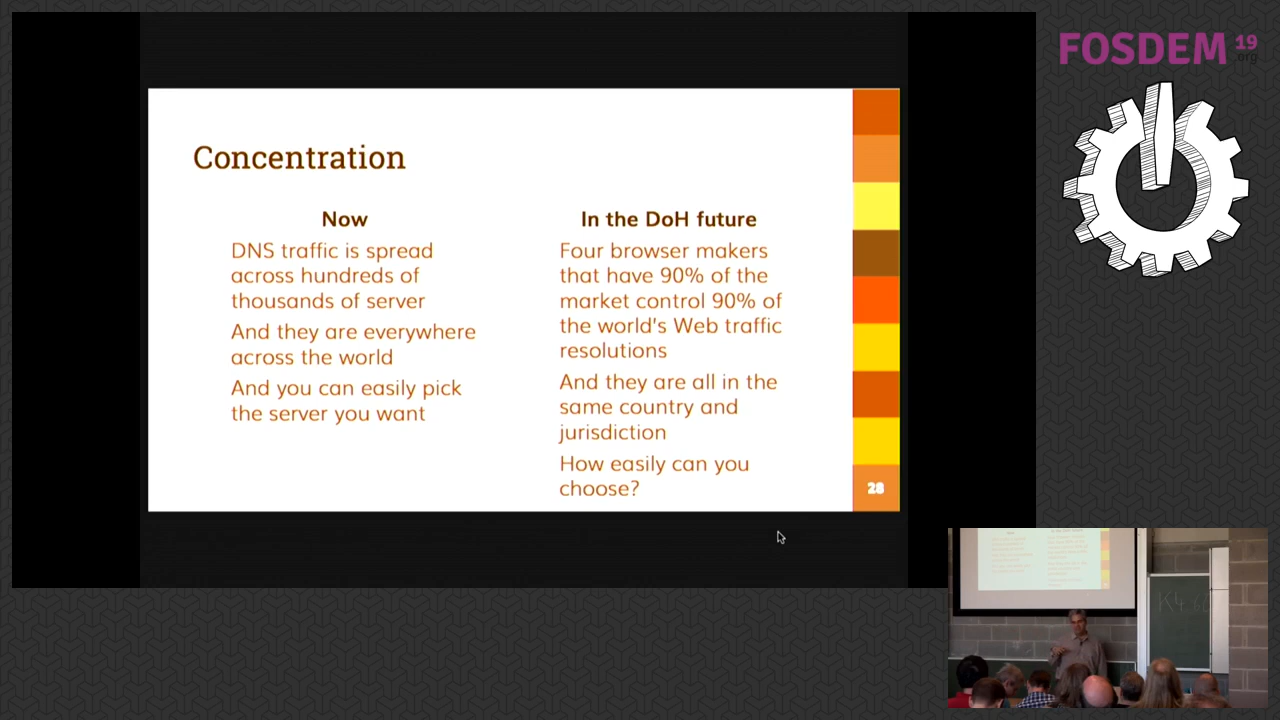 FOSDEM 19
.org
Concentration
Now
DNS traffic is spread
across hundreds of
thousands of server
And they are everywhere
across the world
And you can easily pick
the server you want
In the DoH future
Four browser makers
that have 90% of the
market control 90% of
the world's Web traffic
resolutions
And they are all in the
same country and
jurisdiction
How easily can you
choose?
28